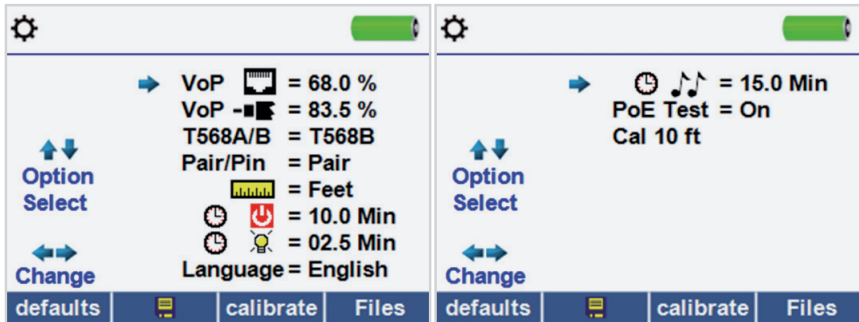 VoP = 68.0 %
VoP = 83.5 %
T568A/B = T568B
Pair/Pin = Pair
= Feet
= 10.0 Min
= 02.5 Min
Language = English
Option
Select
Change
defaults calibrate Files
= 15.0 Min
PoE Test = On
Cal 10 ft
Option
Select
Change
defaults calibrate Files